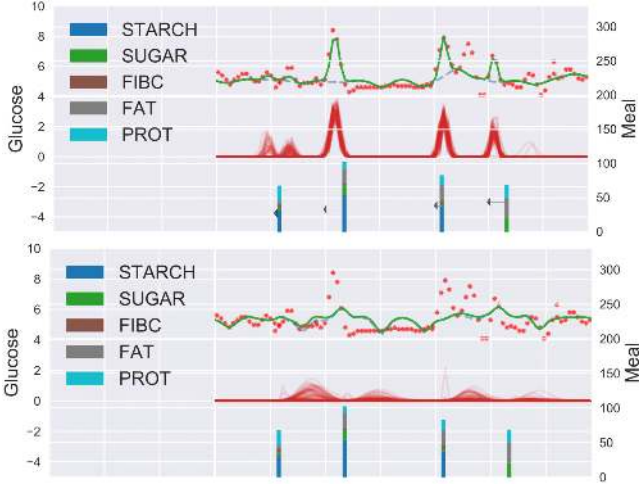 10
8
6
4
2
0
−2
−4
Glucose
STARCH
SUGAR
FIBC
FAT
PROT
300
250
200
150
100
50
0
Meal
10
8
6
4
2
0
−2
−4
Glucose
STARCH
SUGAR
FIBC
FAT
PROT
300
250
200
150
100
50
0
Meal